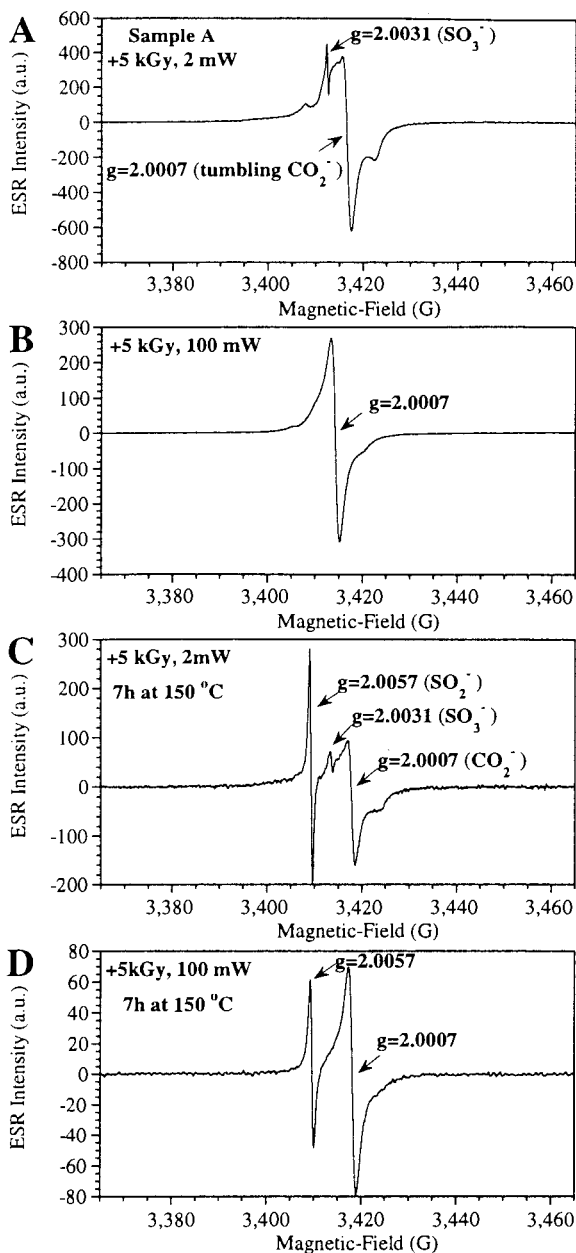 A
Sample A
+5 kGy, 2 mW
g=2.0031 (SO₃⁻)
g=2.0007 (tumbling CO₂⁻)
ESR Intensity (a.u.)
600
400
200
0
-200
-400
-600
-800
3,380 3,400 3,420 3,440 3,460
Magnetic-Field (G)
B
+5 kGy, 100 mW
g=2.0007
ESR Intensity (a.u.)
300
200
100
0
-100
-200
-300
-400
3,380 3,400 3,420 3,440 3,460
Magnetic-Field (G)
C
+5 kGy, 2mW
7h at 150 °C
g=2.0057 (SO₂⁻)
g=2.0031 (SO₃⁻)
g=2.0007 (CO₂⁻)
ESR Intensity (a.u.)
300
200
100
0
-100
-200
3,380 3,400 3,420 3,440 3,460
Magnetic-Field (G)
D
+5kGy, 100 mW
7h at 150 °C
g=2.0057
g=2.0007
ESR Intensity (a.u.)
80
60
40
20
0
-20
-40
-60
-80
3,380 3,400 3,420 3,440 3,460
Magnetic-Field (G)